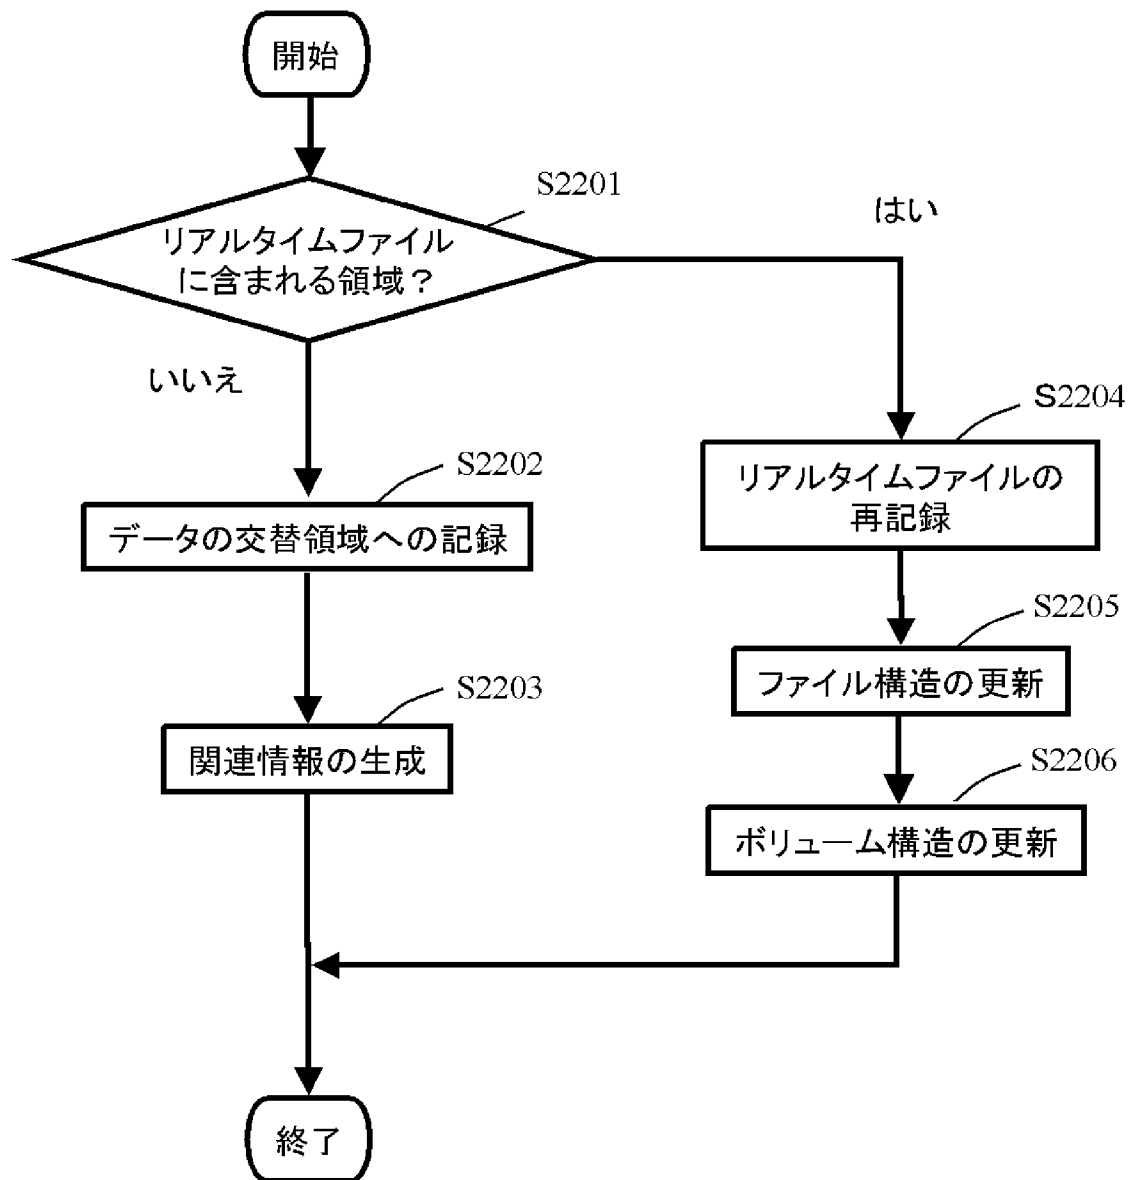 開始
S2201
リアルタイムファイル
に含まれる領域？
はい
いいえ
S2202
データの交替領域への記録
S2203
関連情報の生成
S2204
リアルタイムファイルの
再記録
S2205
ファイル構造の更新
S2206
ボリューム構造の更新
終了